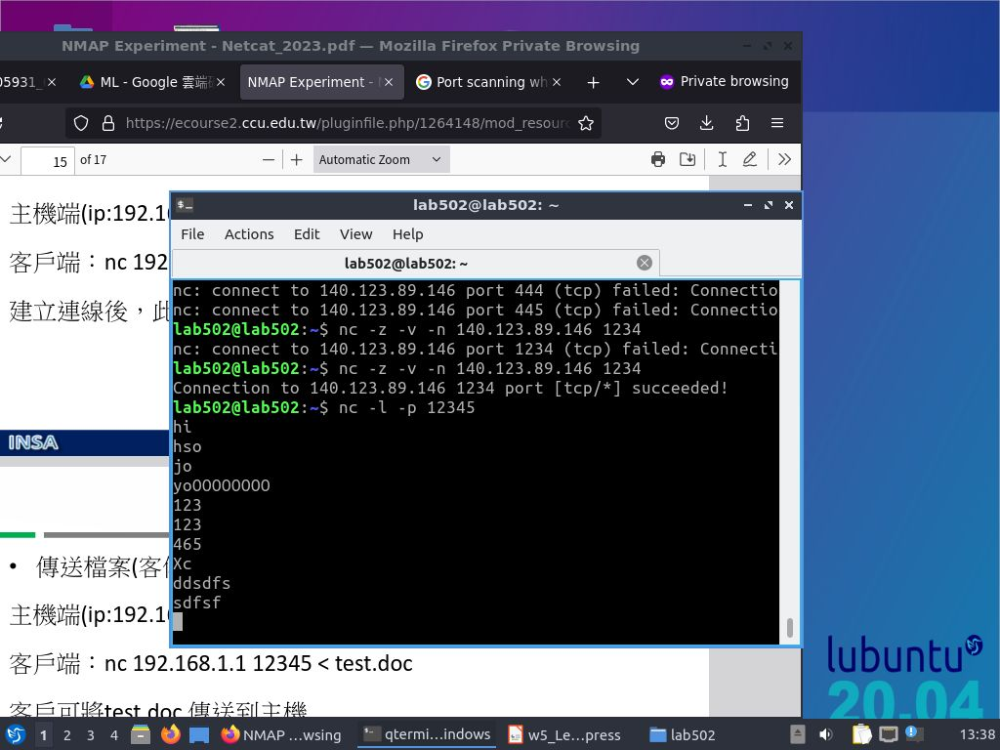 NMAP Experiment - Netcat_2023.pdf — Mozilla Firefox Private Browsing
05931_
ML - Google 雲端
NMAP Experiment -
Port scanning wh
Private browsing
https://ecourse2.ccu.edu.tw/pluginfile.php/1264148/mod_resour
15 of 17
Automatic Zoom
主機端(ip:192.1
客戶端：nc 192
建立連線後，此
lab502@lab502: ~
File Actions Edit View Help
lab502@lab502: ~
nc: connect to 140.123.89.146 port 444 (tcp) failed: Connectio
nc: connect to 140.123.89.146 port 445 (tcp) failed: Connectio
lab502@lab502:~$ nc -z -v -n 140.123.89.146 1234
nc: connect to 140.123.89.146 port 1234 (tcp) failed: Connecti
lab502@lab502:~$ nc -z -v -n 140.123.89.146 1234
Connection to 140.123.89.146 1234 port [tcp/*] succeeded!
lab502@lab502:~$ nc -l -p 12345
hi
hso
jo
yoOOOOOOOO
123
123
465
Xc
ddsdfs
sdfsf
INSA
• 傳送檔案(客
主機端(ip:192.1
客戶端：nc 192.168.1.1 12345 < test.doc
客戶可將test.doc 傳送到主機
lubuntu
20.04
1 2 3 4
NMAP ...wsing
qtermi...indows
w5_Le...press
lab502
13:38